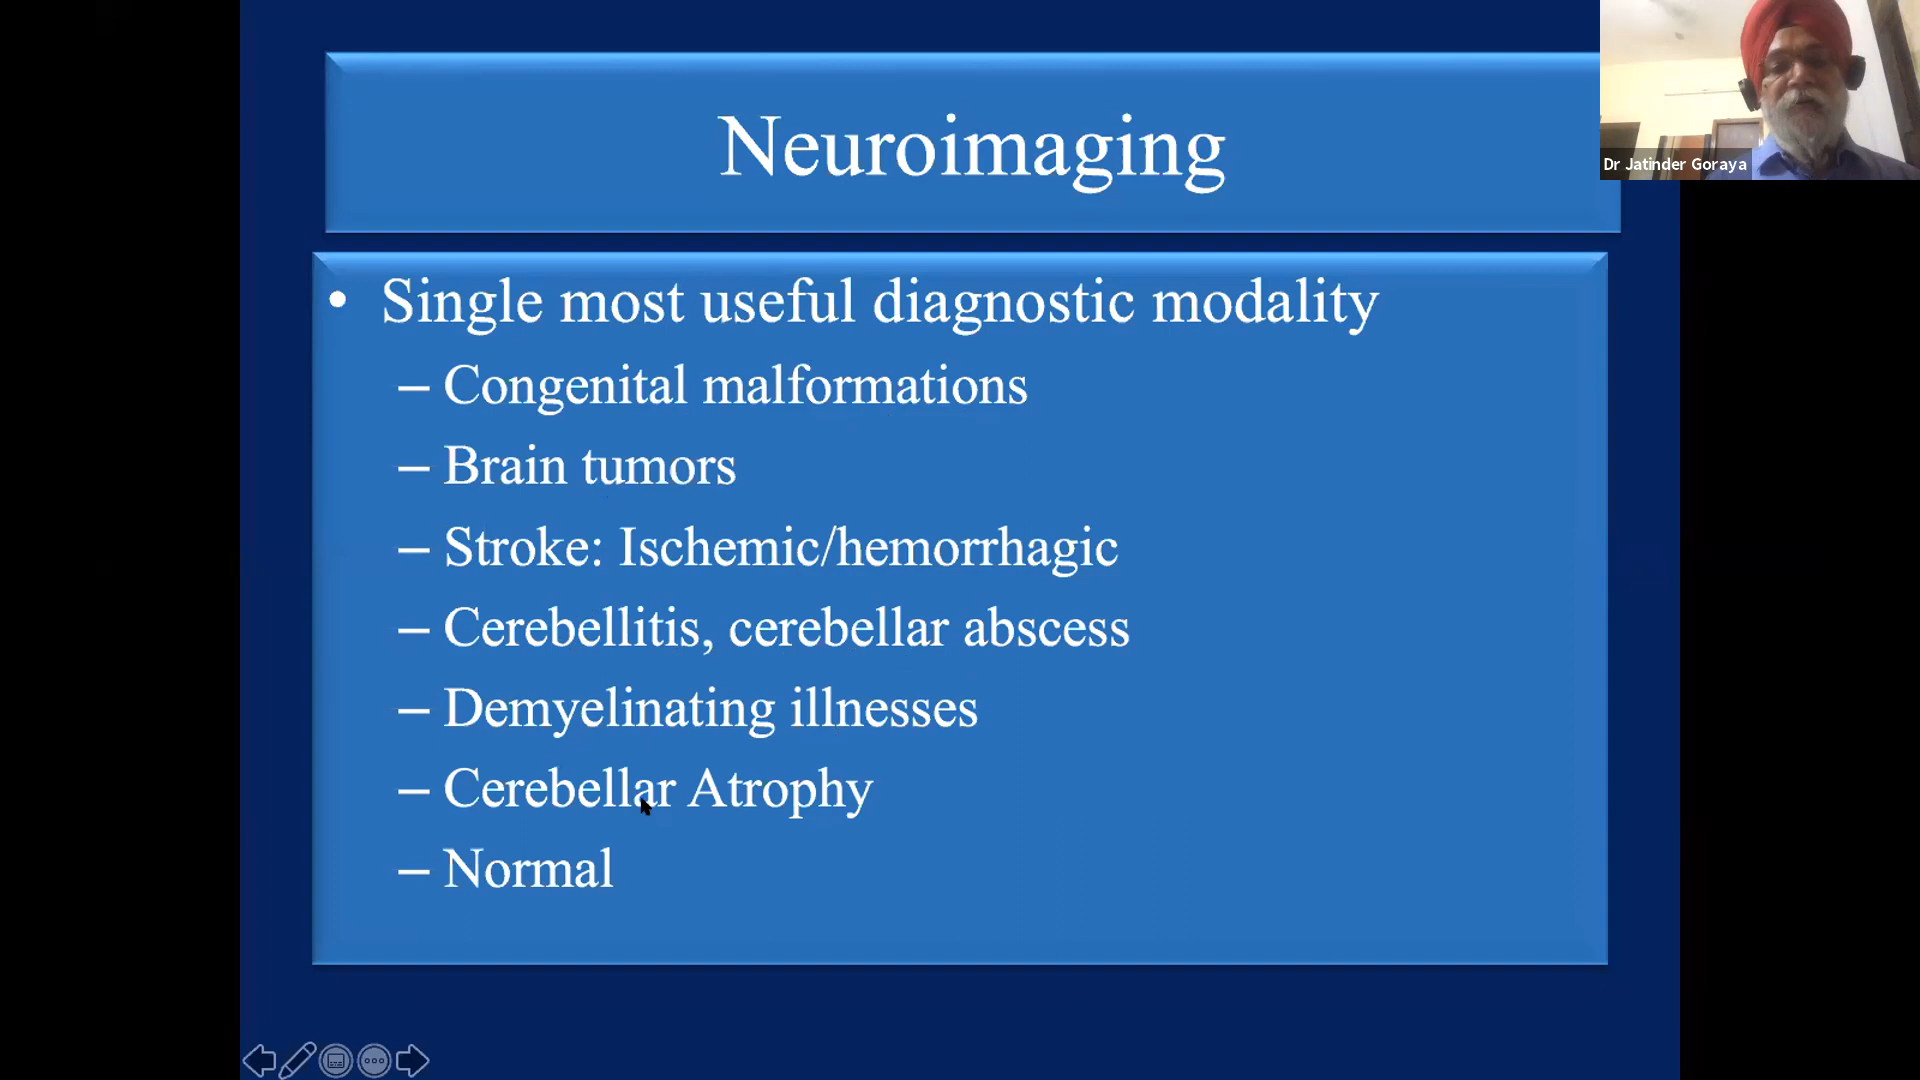 Neuroimaging
Dr Jatinder Goraya
• Single most useful diagnostic modality
– Congenital malformations
– Brain tumors
– Stroke: Ischemic/hemorrhagic
– Cerebellitis, cerebellar abscess
– Demyelinating illnesses
– Cerebellar Atrophy
– Normal